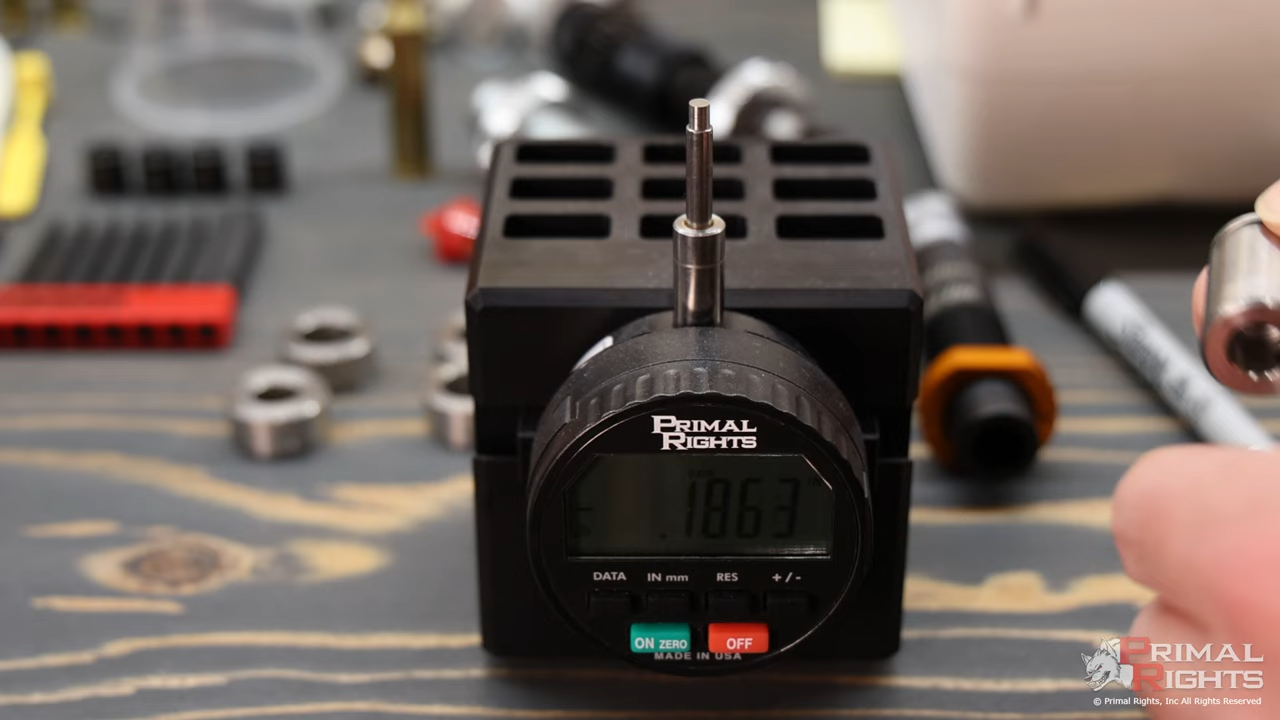 PRIMAL
RIGHTS
.1863
DATA IN mm RES +/-
ON ZERO OFF
MADE IN USA
PRIMAL
RIGHTS
© Primal Rights, Inc All Rights Reserved